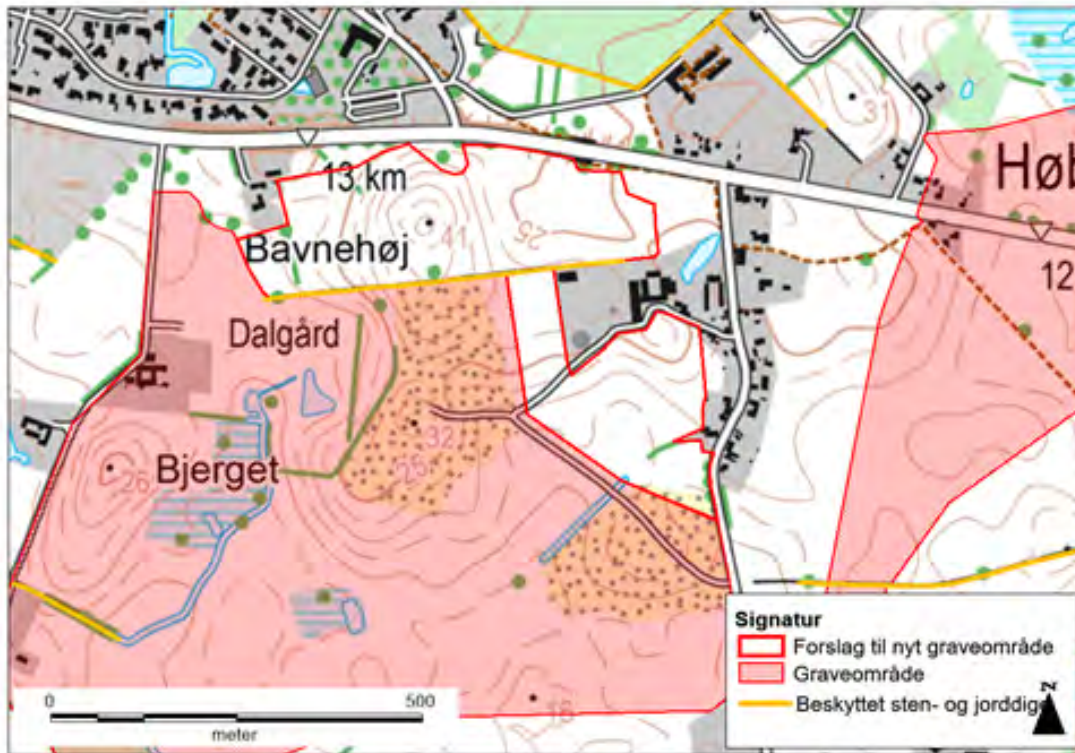 31
Høb
13 km
41
25
Bavnehøj
12
Dalgård
32
25
Bjerget
26
18
Signatur
Forslag til nyt graveområde
Graveområde
Beskyttet sten- og jorddige
N
0 500
meter